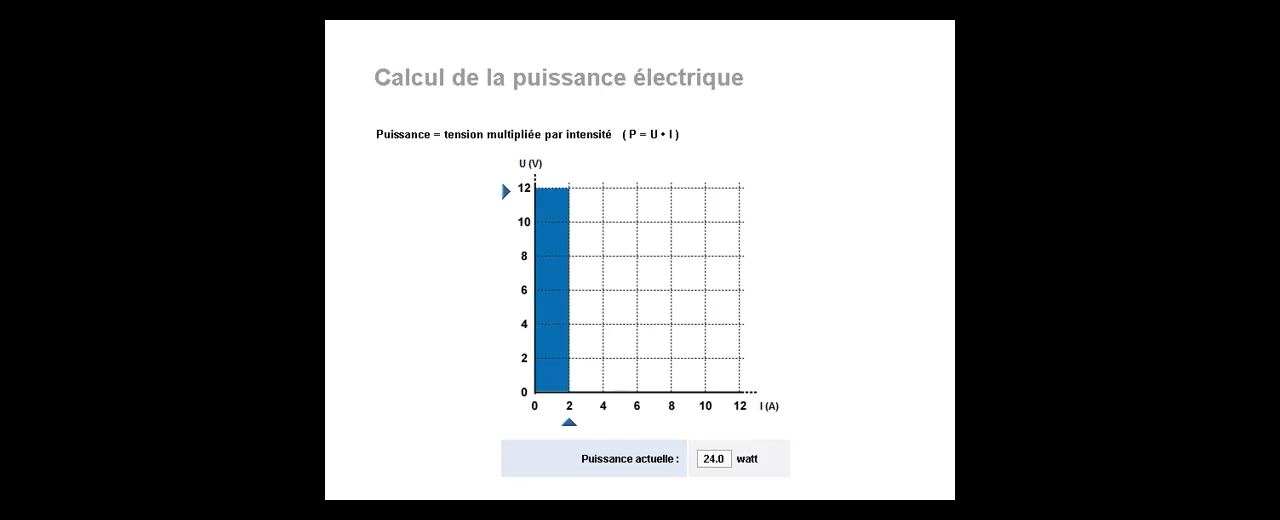 Calcul de la puissance électrique
Puissance = tension multipliée par intensité ( P = U • I )
U (V)
12
10
8
6
4
2
0
0 2 4 6 8 10 12 I (A)
Puissance actuelle : 24.0 watt